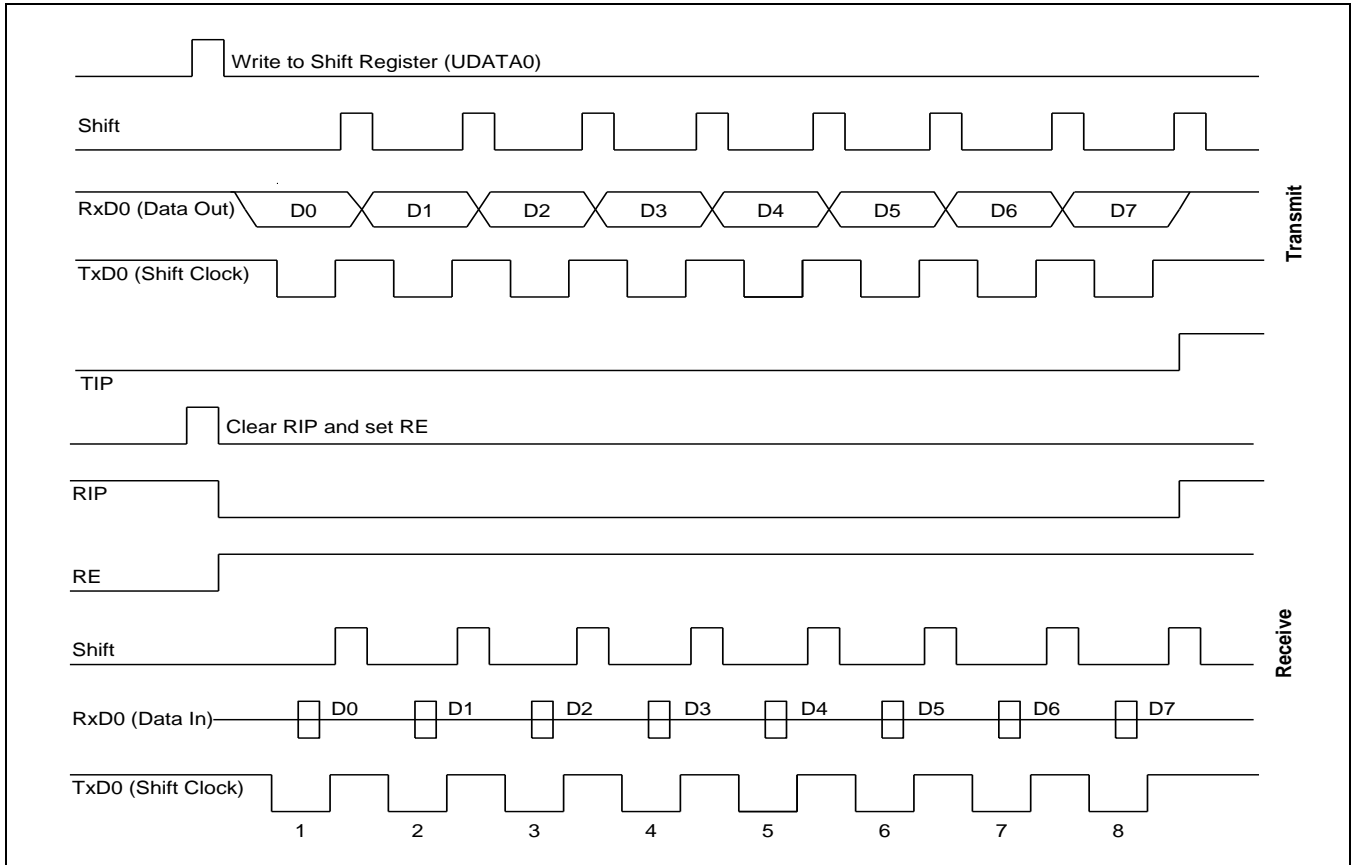 Write to Shift Register (UDATA0)
Shift
RxD0 (Data Out) D0 D1 D2 D3 D4 D5 D6 D7
TxD0 (Shift Clock)
TIP
Transmit
Clear RIP and set RE
RIP
RE
Shift
RxD0 (Data In) D0 D1 D2 D3 D4 D5 D6 D7
TxD0 (Shift Clock)
1 2 3 4 5 6 7 8
Receive